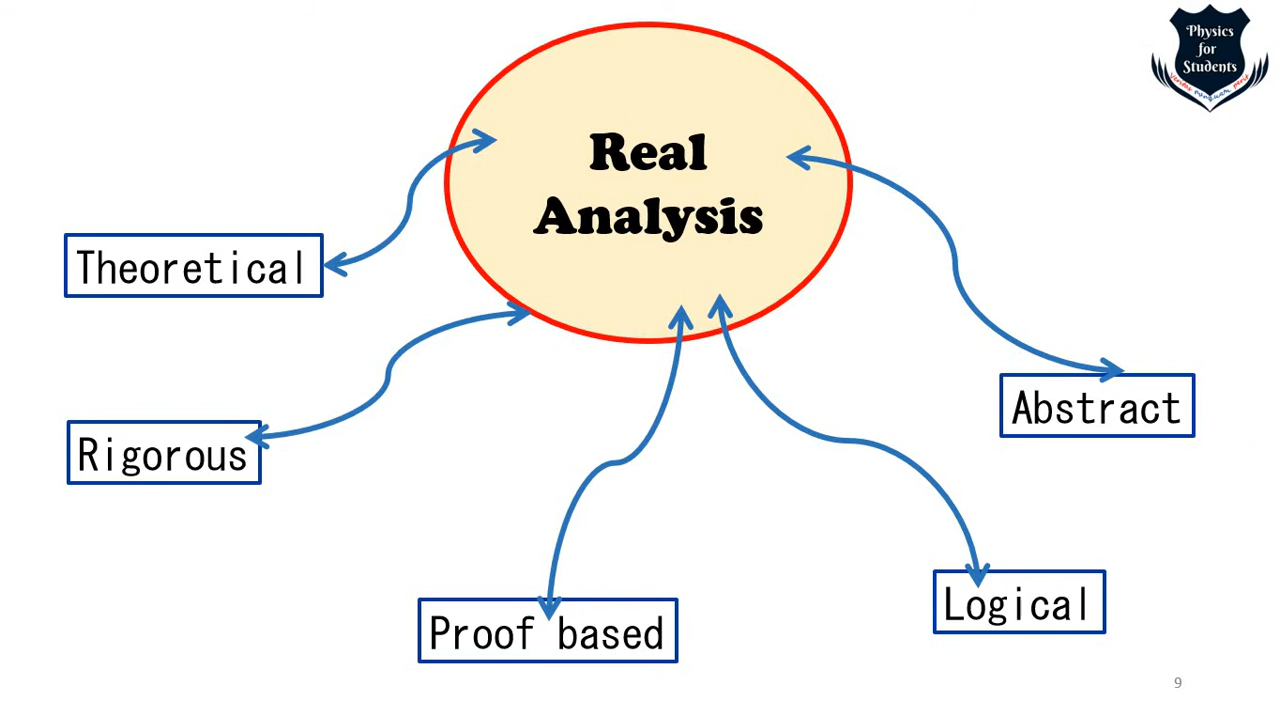 Physics
for
Students
Real
Analysis
Theoretical
Abstract
Rigorous
Logical
Proof based
9